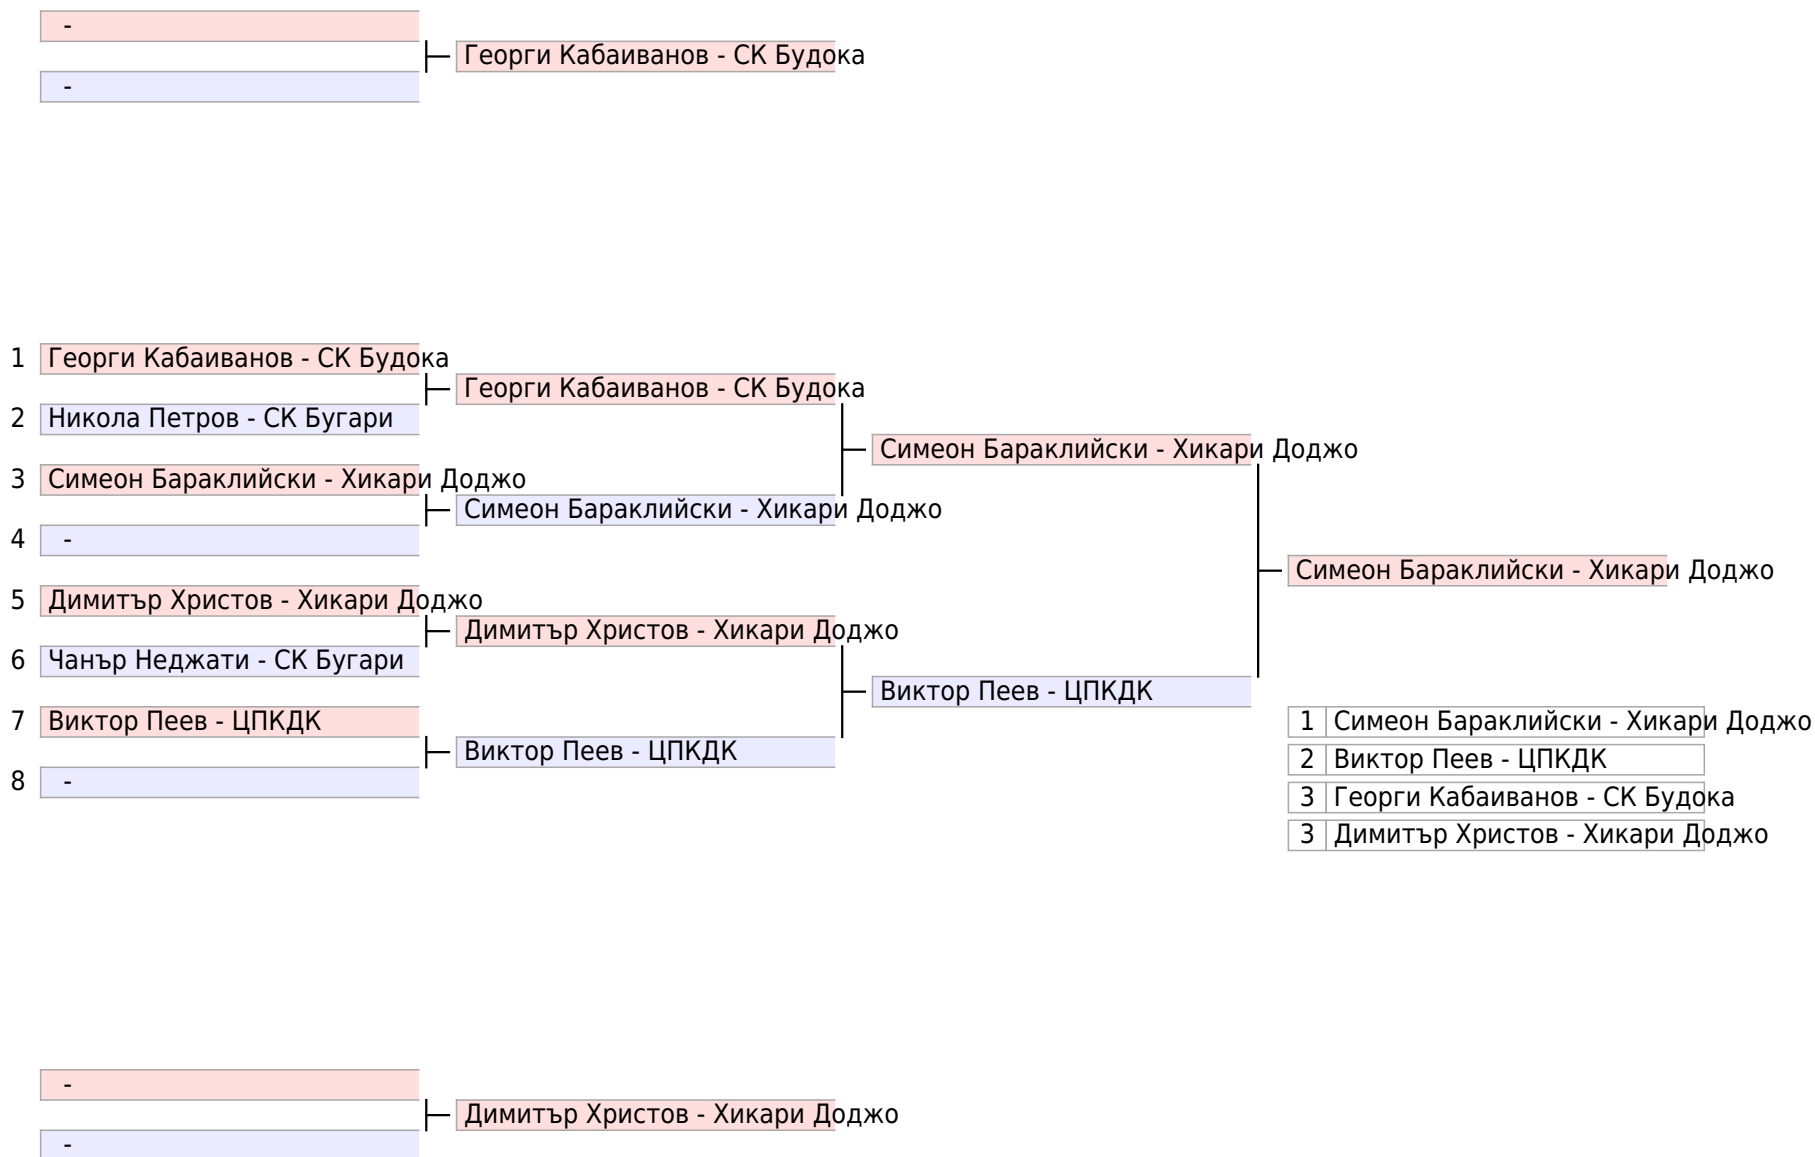 -
Георги Кабаиванов - СК Будока
-
1 Георги Кабаиванов - СК Будока
Георги Кабаиванов - СК Будока
2 Никола Петров - СК Бугари
Симеон Бараклийски - Хикари Доджо
3 Симеон Бараклийски - Хикари Доджо
Симеон Бараклийски - Хикари Доджо
4 -
Симеон Бараклийски - Хикари Доджо
5 Димитър Христов - Хикари Доджо
Димитър Христов - Хикари Доджо
6 Чанър Неджати - СК Бугари
Виктор Пеев - ЦПКДК
7 Виктор Пеев - ЦПКДК
Виктор Пеев - ЦПКДК
8 -
1 Симеон Бараклийски - Хикари Доджо
2 Виктор Пеев - ЦПКДК
3 Георги Кабаиванов - СК Будока
3 Димитър Христов - Хикари Доджо
-
Димитър Христов - Хикари Доджо
-